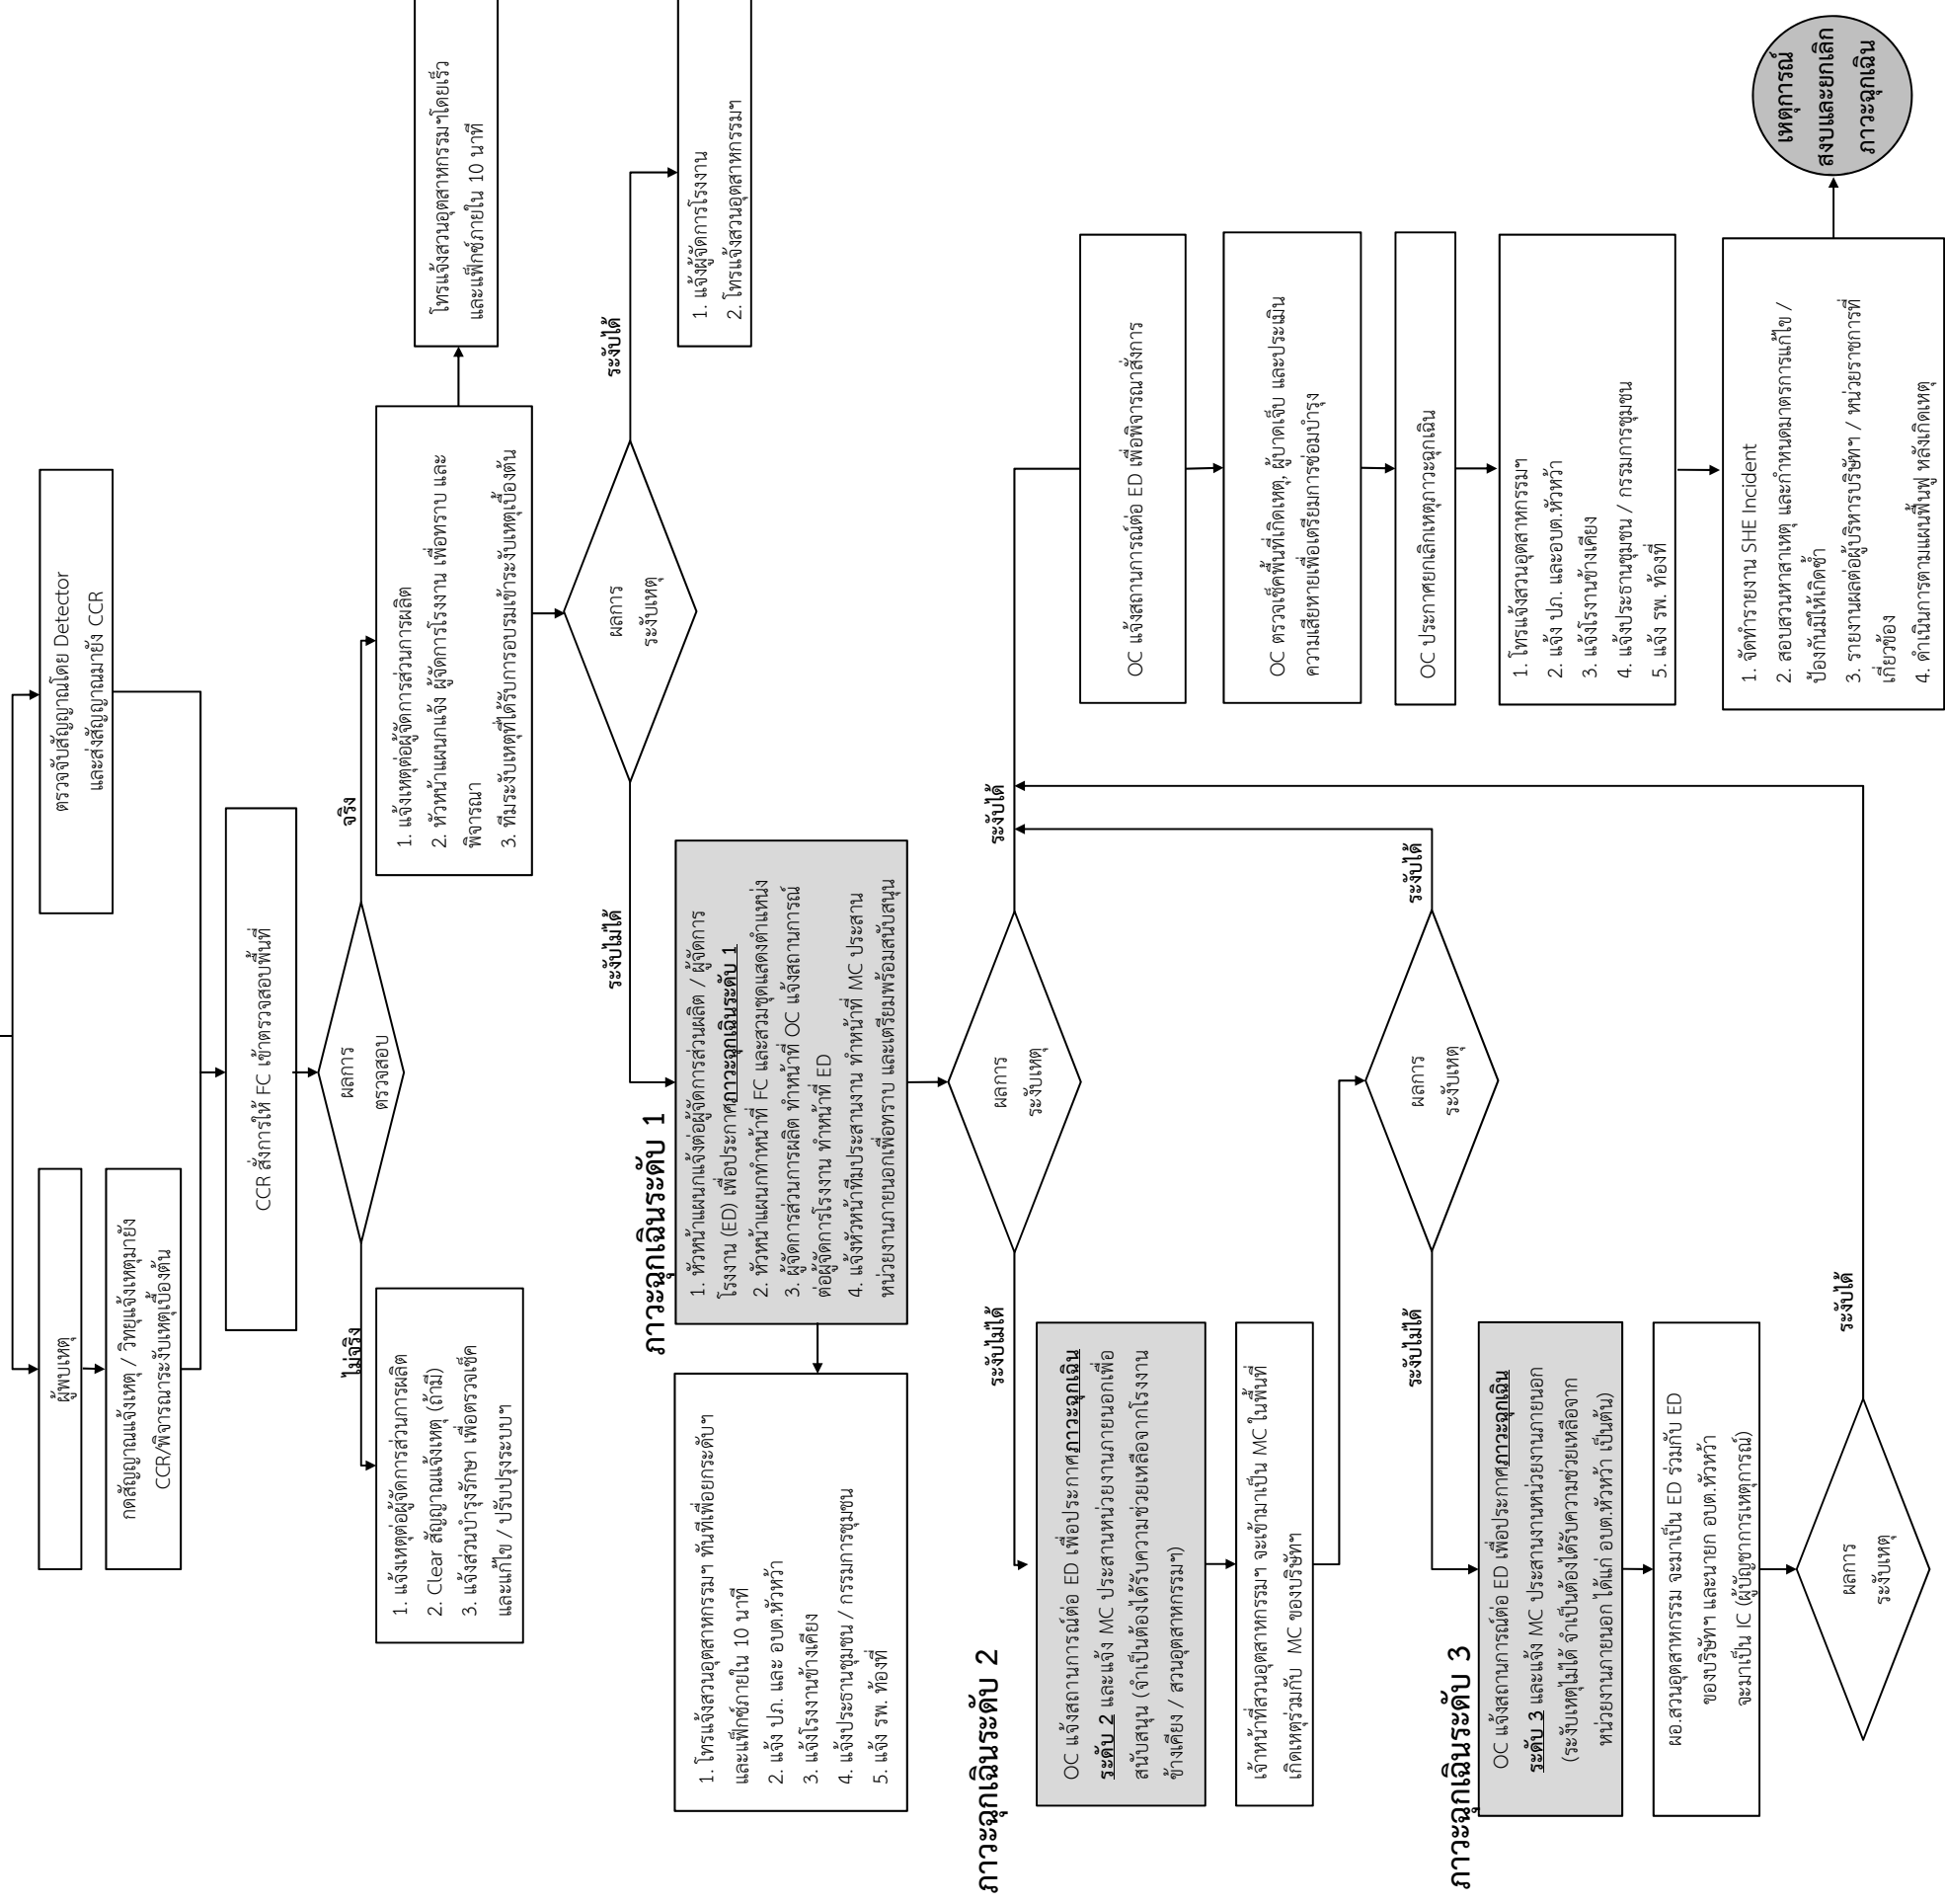 ผู้พบเหตุ
กดสัญญาณแจ้งเหตุ / วิทยุแจ้งเหตุมายัง
CCR/พิจารณาระงับเหตุเบื้องต้น
ตรวจจับสัญญาณโดย Detector
และส่งสัญญาณมายัง CCR
CCR สั่งการให้ FC เข้าตรวจสอบพื้นที่
ผลการ
ตรวจสอบ
ไม่จริง
จริง
1. แจ้งเหตุต่อผู้จัดการส่วนการผลิต
2. Clear สัญญาณแจ้งเหตุ (ถ้ามี)
3. แจ้งส่วนบำรุงรักษา เพื่อตรวจเช็ค
และแก้ไข / ปรับปรุงระบบฯ
1. แจ้งเหตุต่อผู้จัดการส่วนการผลิต
2. หัวหน้าแผนกแจ้ง ผู้จัดการโรงงาน เพื่อทราบ และ
พิจารณา
3. ทีมระงับเหตุที่ได้รับการอบรมเข้าระงับเหตุเบื้องต้น
โทรแจ้งสวนอุตสาหกรรมฯโดยเร็ว
และแฟ็กซ์ภายใน 10 นาที
ผลการ
ระงับเหตุ
ระงับไม่ได้
ระงับได้
1. แจ้งผู้จัดการโรงงาน
2. โทรแจ้งสวนอุตสาหกรรมฯ
ภาวะฉุกเฉินระดับ 1
1. หัวหน้าแผนกแจ้งต่อผู้จัดการส่วนผลิต / ผู้จัดการ
โรงงาน (ED) เพื่อประกาศภาวะฉุกเฉินระดับ 1
2. หัวหน้าแผนกทำหน้าที่ FC และสวมชุดแสดงตำแหน่ง
3. ผู้จัดการส่วนการผลิต ทำหน้าที่ OC แจ้งสถานการณ์
ต่อผู้จัดการโรงงาน ทำหน้าที่ ED
4. แจ้งหัวหน้าทีมประสานงาน ทำหน้าที่ MC ประสาน
หน่วยงานภายนอกเพื่อทราบ และเตรียมพร้อมสนับสนุน
1. โทรแจ้งสวนอุตสาหกรรมฯ ทันทีเพื่อยกระดับฯ
และแฟ็กซ์ภายใน 10 นาที
2. แจ้ง ปภ. และ อบต.หัวหว้า
3. แจ้งโรงงานข้างเคียง
4. แจ้งประธานชุมชน / กรรมการชุมชน
5. แจ้ง รพ. ท้องที่
ผลการ
ระงับเหตุ
ระงับไม่ได้
ระงับได้
ภาวะฉุกเฉินระดับ 2
OC แจ้งสถานการณ์ต่อ ED เพื่อประกาศภาวะฉุกเฉิน
ระดับ 2 และแจ้ง MC ประสานหน่วยงานภายนอกเพื่อ
สนับสนุน (จำเป็นต้องได้รับความช่วยเหลือจากโรงงาน
ข้างเคียง / สวนอุตสาหกรรมฯ)
เจ้าหน้าที่สวนอุตสาหกรรมฯ จะเข้ามาเป็น MC ในพื้นที่
เกิดเหตุร่วมกับ MC ของบริษัทฯ
ผลการ
ระงับเหตุ
ระงับไม่ได้
ระงับได้
ภาวะฉุกเฉินระดับ 3
OC แจ้งสถานการณ์ต่อ ED เพื่อประกาศภาวะฉุกเฉิน
ระดับ 3 และแจ้ง MC ประสานงานหน่วยงานภายนอก
(ระงับเหตุไม่ได้ จำเป็นต้องได้รับความช่วยเหลือจาก
หน่วยงานภายนอก ได้แก่ อบต.หัวหว้า เป็นต้น)
ผอ.สวนอุตสาหกรรม จะมาเป็น ED ร่วมกับ ED
ของบริษัทฯ และนายก อบต.หัวหว้า
จะมาเป็น IC (ผู้บัญชาการเหตุการณ์)
ผลการ
ระงับเหตุ
ระงับได้
OC แจ้งสถานการณ์ต่อ ED เพื่อพิจารณาสั่งการ
OC ตรวจเช็คพื้นที่เกิดเหตุ, ผู้บาดเจ็บ และประเมิน
ความเสียหายเพื่อเตรียมการซ่อมบำรุง
OC ประกาศยกเลิกเหตุภาวะฉุกเฉิน
1. โทรแจ้งสวนอุตสาหกรรมฯ
2. แจ้ง ปภ. และอบต.หัวหว้า
3. แจ้งโรงานข้างเคียง
4. แจ้งประธานชุมชน / กรรมการชุมชน
5. แจ้ง รพ. ท้องที่
1. จัดทำรายงาน SHE Incident
2. สอบสวนหาสาเหตุ และกำหนดมาตรการแก้ไข /
ป้องกันมิให้เกิดซ้ำ
3. รายงานผลต่อผู้บริหารบริษัทฯ / หน่วยราชการที่
เกี่ยวข้อง
4. ดำเนินการตามแผนฟื้นฟู หลังเกิดเหตุ
เหตุการณ์
สงบและยกเลิก
ภาวะฉุกเฉิน